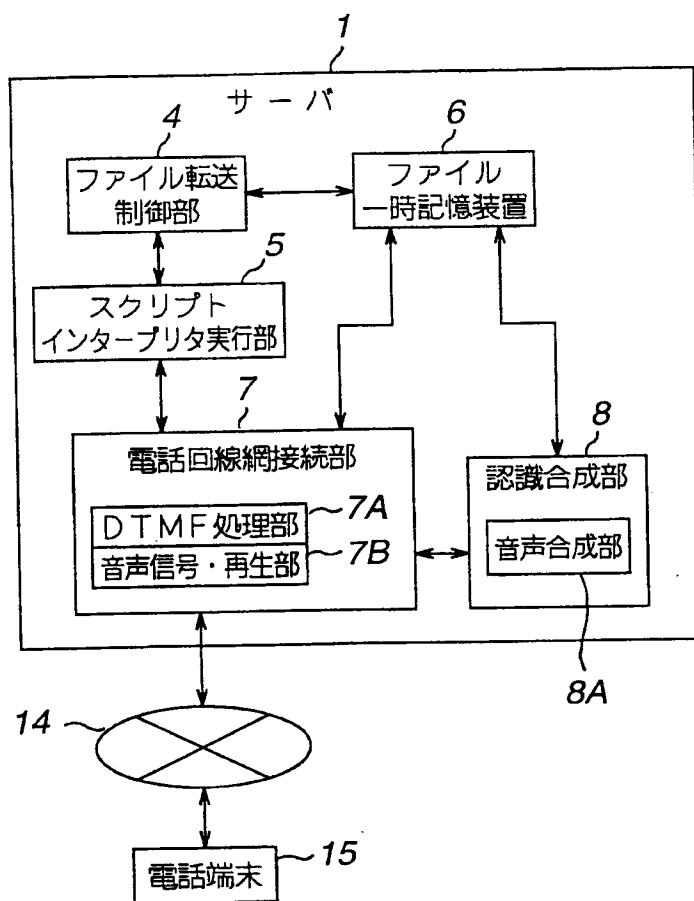 1
サーバ
4
ファイル転送
制御部
6
ファイル
一時記憶装置
5
スクリプト
インタープリタ実行部
7
電話回線網接続部
DTMF処理部
7A
音声信号・再生部
7B
8
認識合成部
音声合成部
8A
14
電話端末
15